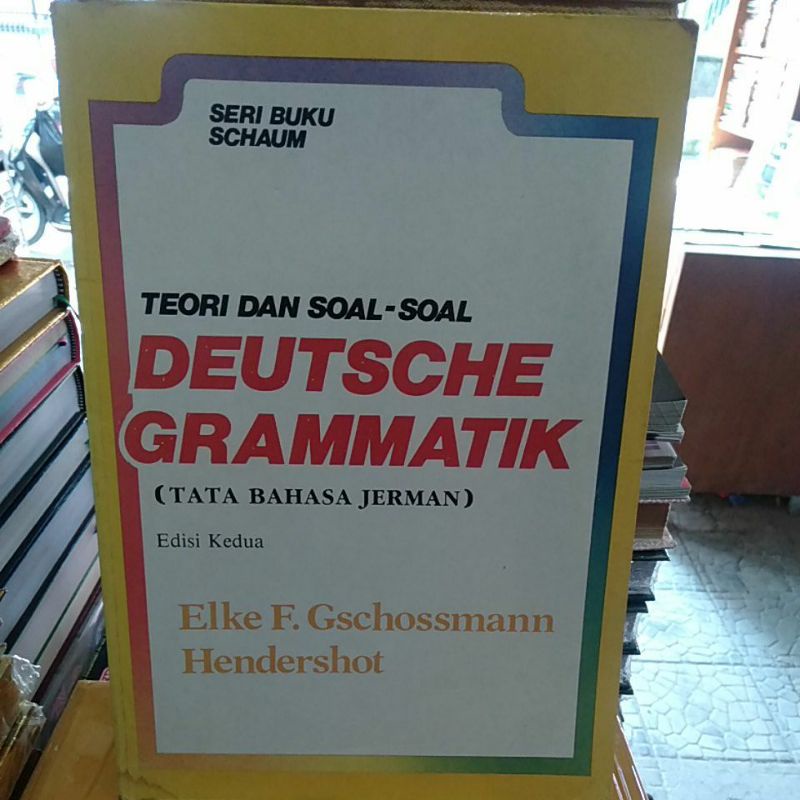 SERI BUKU
SCHAUM
TEORI DAN SOAL-SOAL
DEUTSCHE
GRAMMATIK
(TATA BAHASA JERMAN)
Edisi Kedua
Elke F. Gschossmann
Hendershot